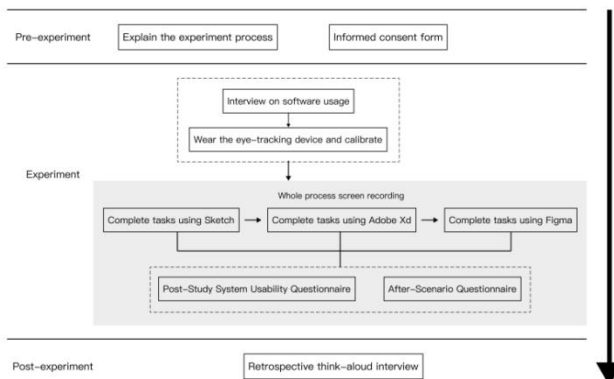 Pre-experiment
Explain the experiment process
Informed consent form
Interview on software usage
Wear the eye-tracking device and calibrate
Experiment
Whole process screen recording
Complete tasks using Sketch
Complete tasks using Adobe Xd
Complete tasks using Figma
Post-Study System Usability Questionnaire
After-Scenario Questionnaire
Post-experiment
Retrospective think-aloud interview